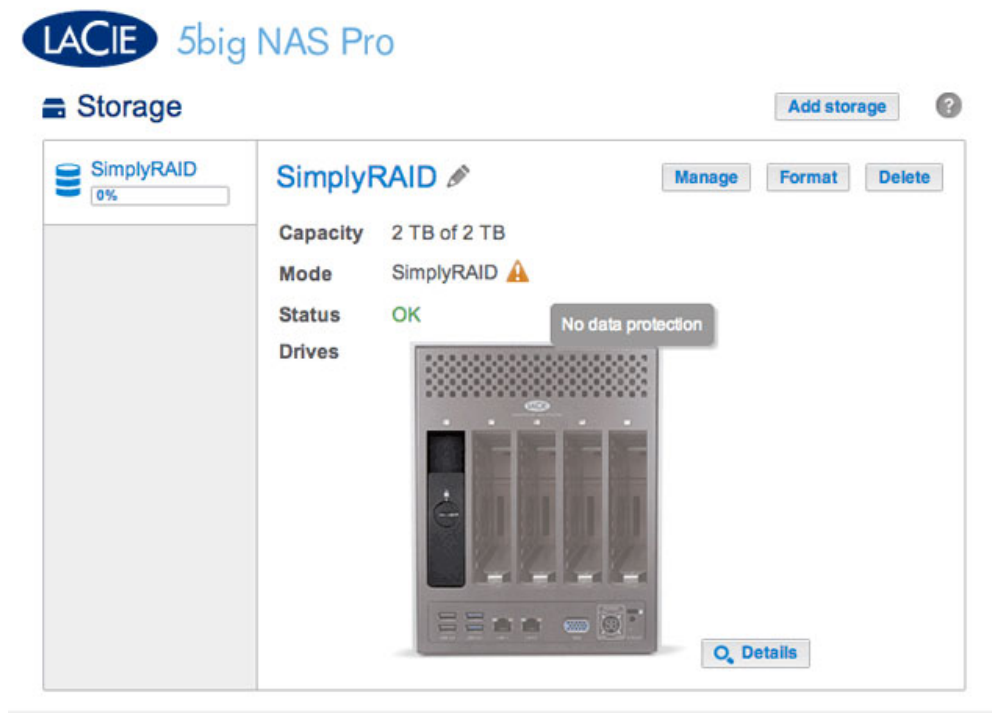 LACIE 5big NAS Pro
Storage
Add storage
?
SimplyRAID
0%
SimplyRAID
Manage
Format
Delete
Capacity 2 TB of 2 TB
Mode SimplyRAID
Status OK
No data protection
Drives
LACIE
Details